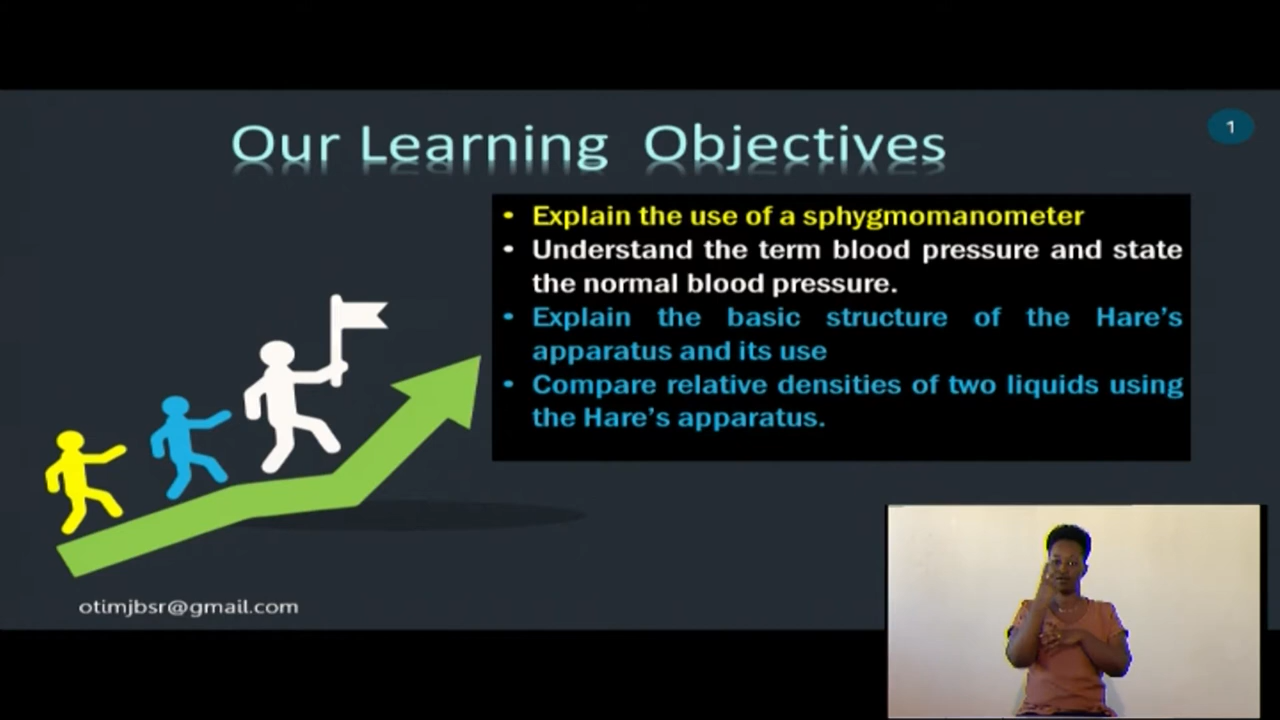 Our Learning Objectives
1
• Explain the use of a sphygmomanometer
• Understand the term blood pressure and state
the normal blood pressure.
• Explain the basic structure of the Hare's
apparatus and its use
• Compare relative densities of two liquids using
the Hare's apparatus.
otimjbsr@gmail.com